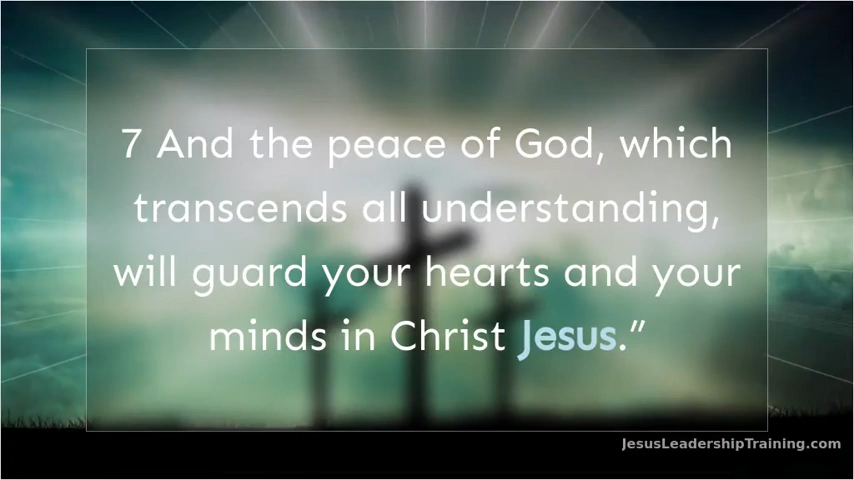 7 And the peace of God, which
transcends all understanding,
will guard your hearts and your
minds in Christ Jesus.”
JesusLeadershipTraining.com